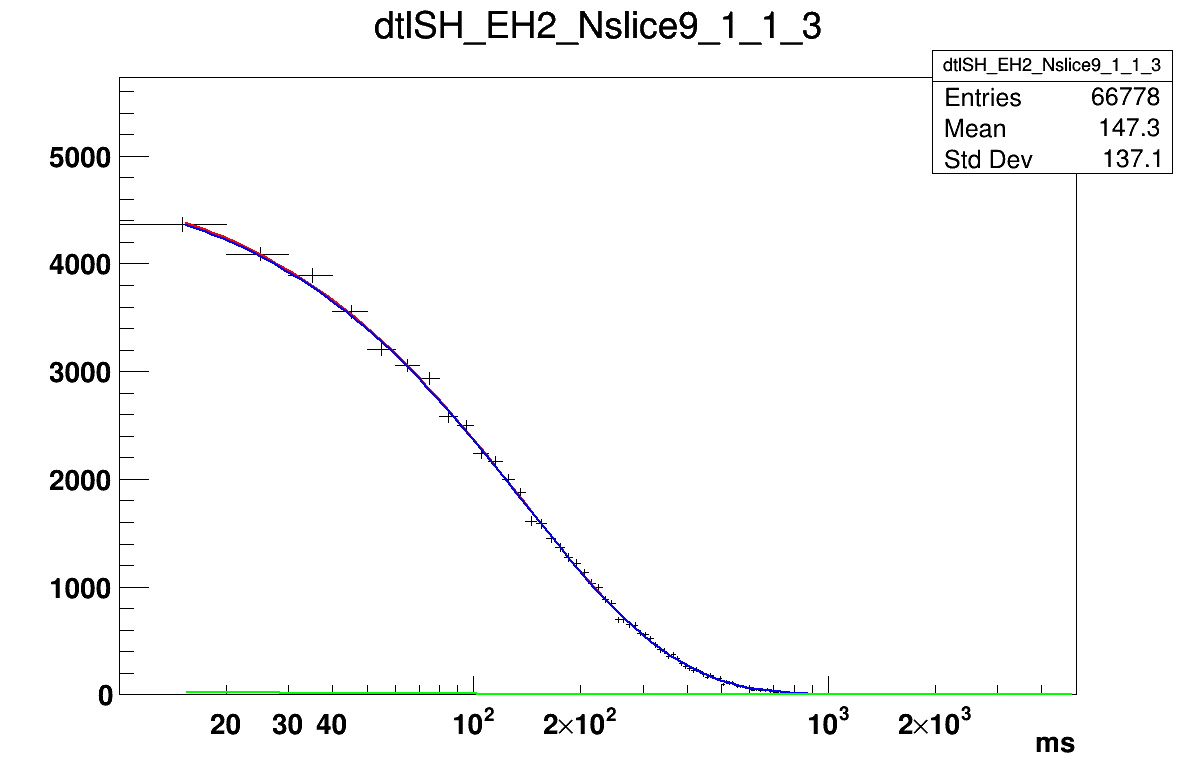 dtlSH_EH2_Nslice9_1_1_3
dtlSH_EH2_Nslice9_1_1_3
Entries 66778
Mean 147.3
Std Dev 137.1
5000
4000
3000
2000
1000
0
20 30 40 10² 2×10² 10³ 2×10³
ms